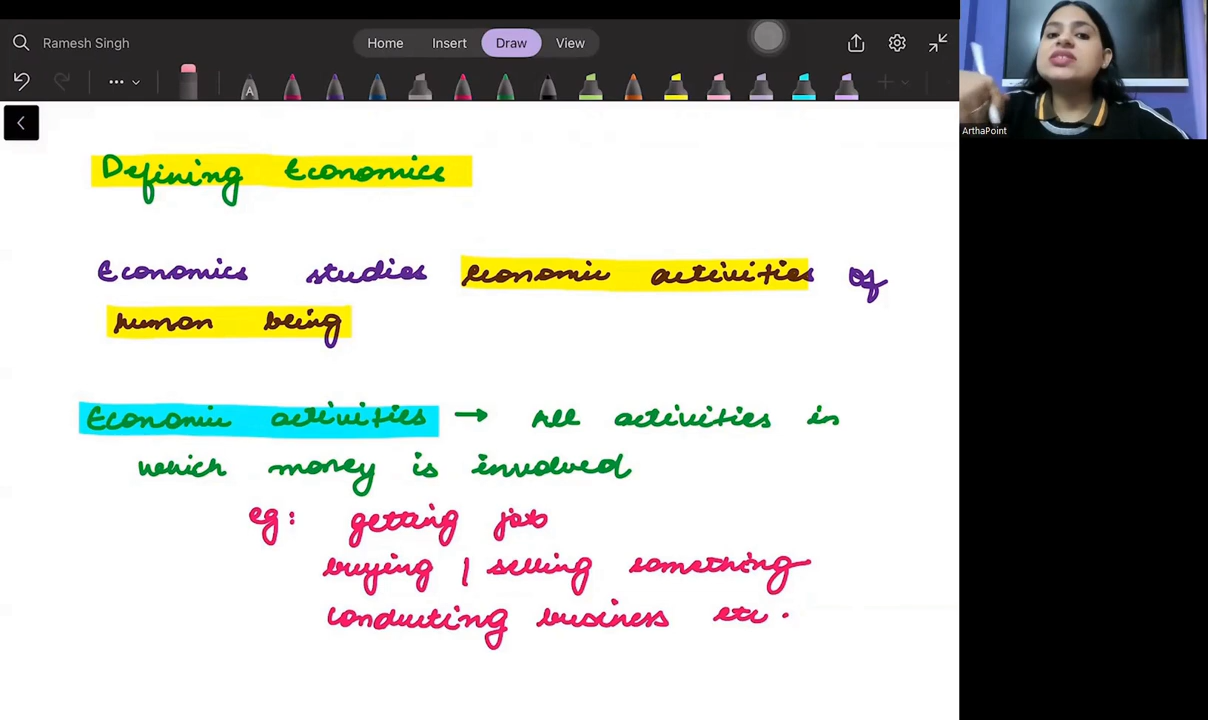 Ramesh Singh
Home Insert Draw View
A
ArthaPoint
Defining Economics
Economics studies economic activities of
human being
Economic activities → All activities in
which money is involved
eg: getting job
buying / selling something
conducting business etc.